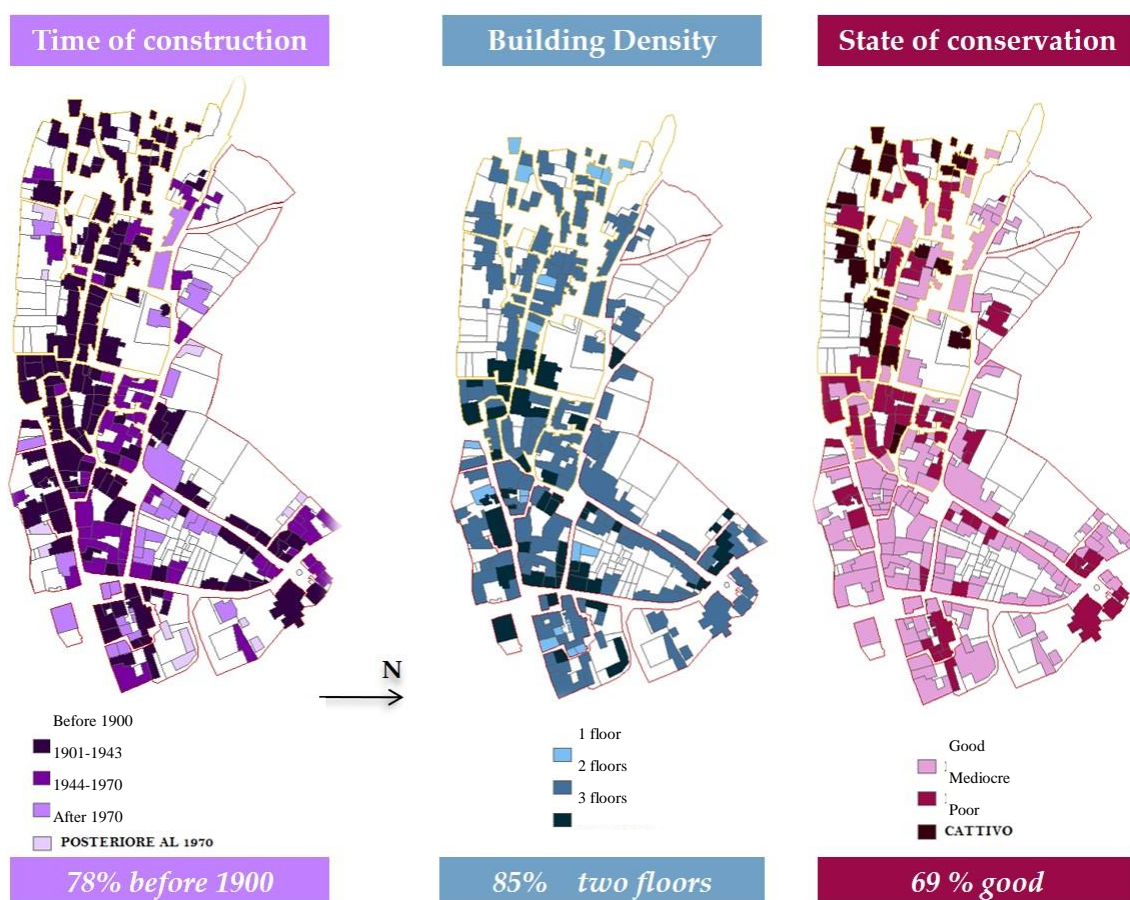 Time of construction
Building Density
State of conservation
N
Before 1900
1901-1943
1944-1970
After 1970
POSTERIORE AL 1970
1 floor
2 floors
3 floors
Good
Mediocre
Poor
CATTIVO
78% before 1900
85% two floors
69 % good